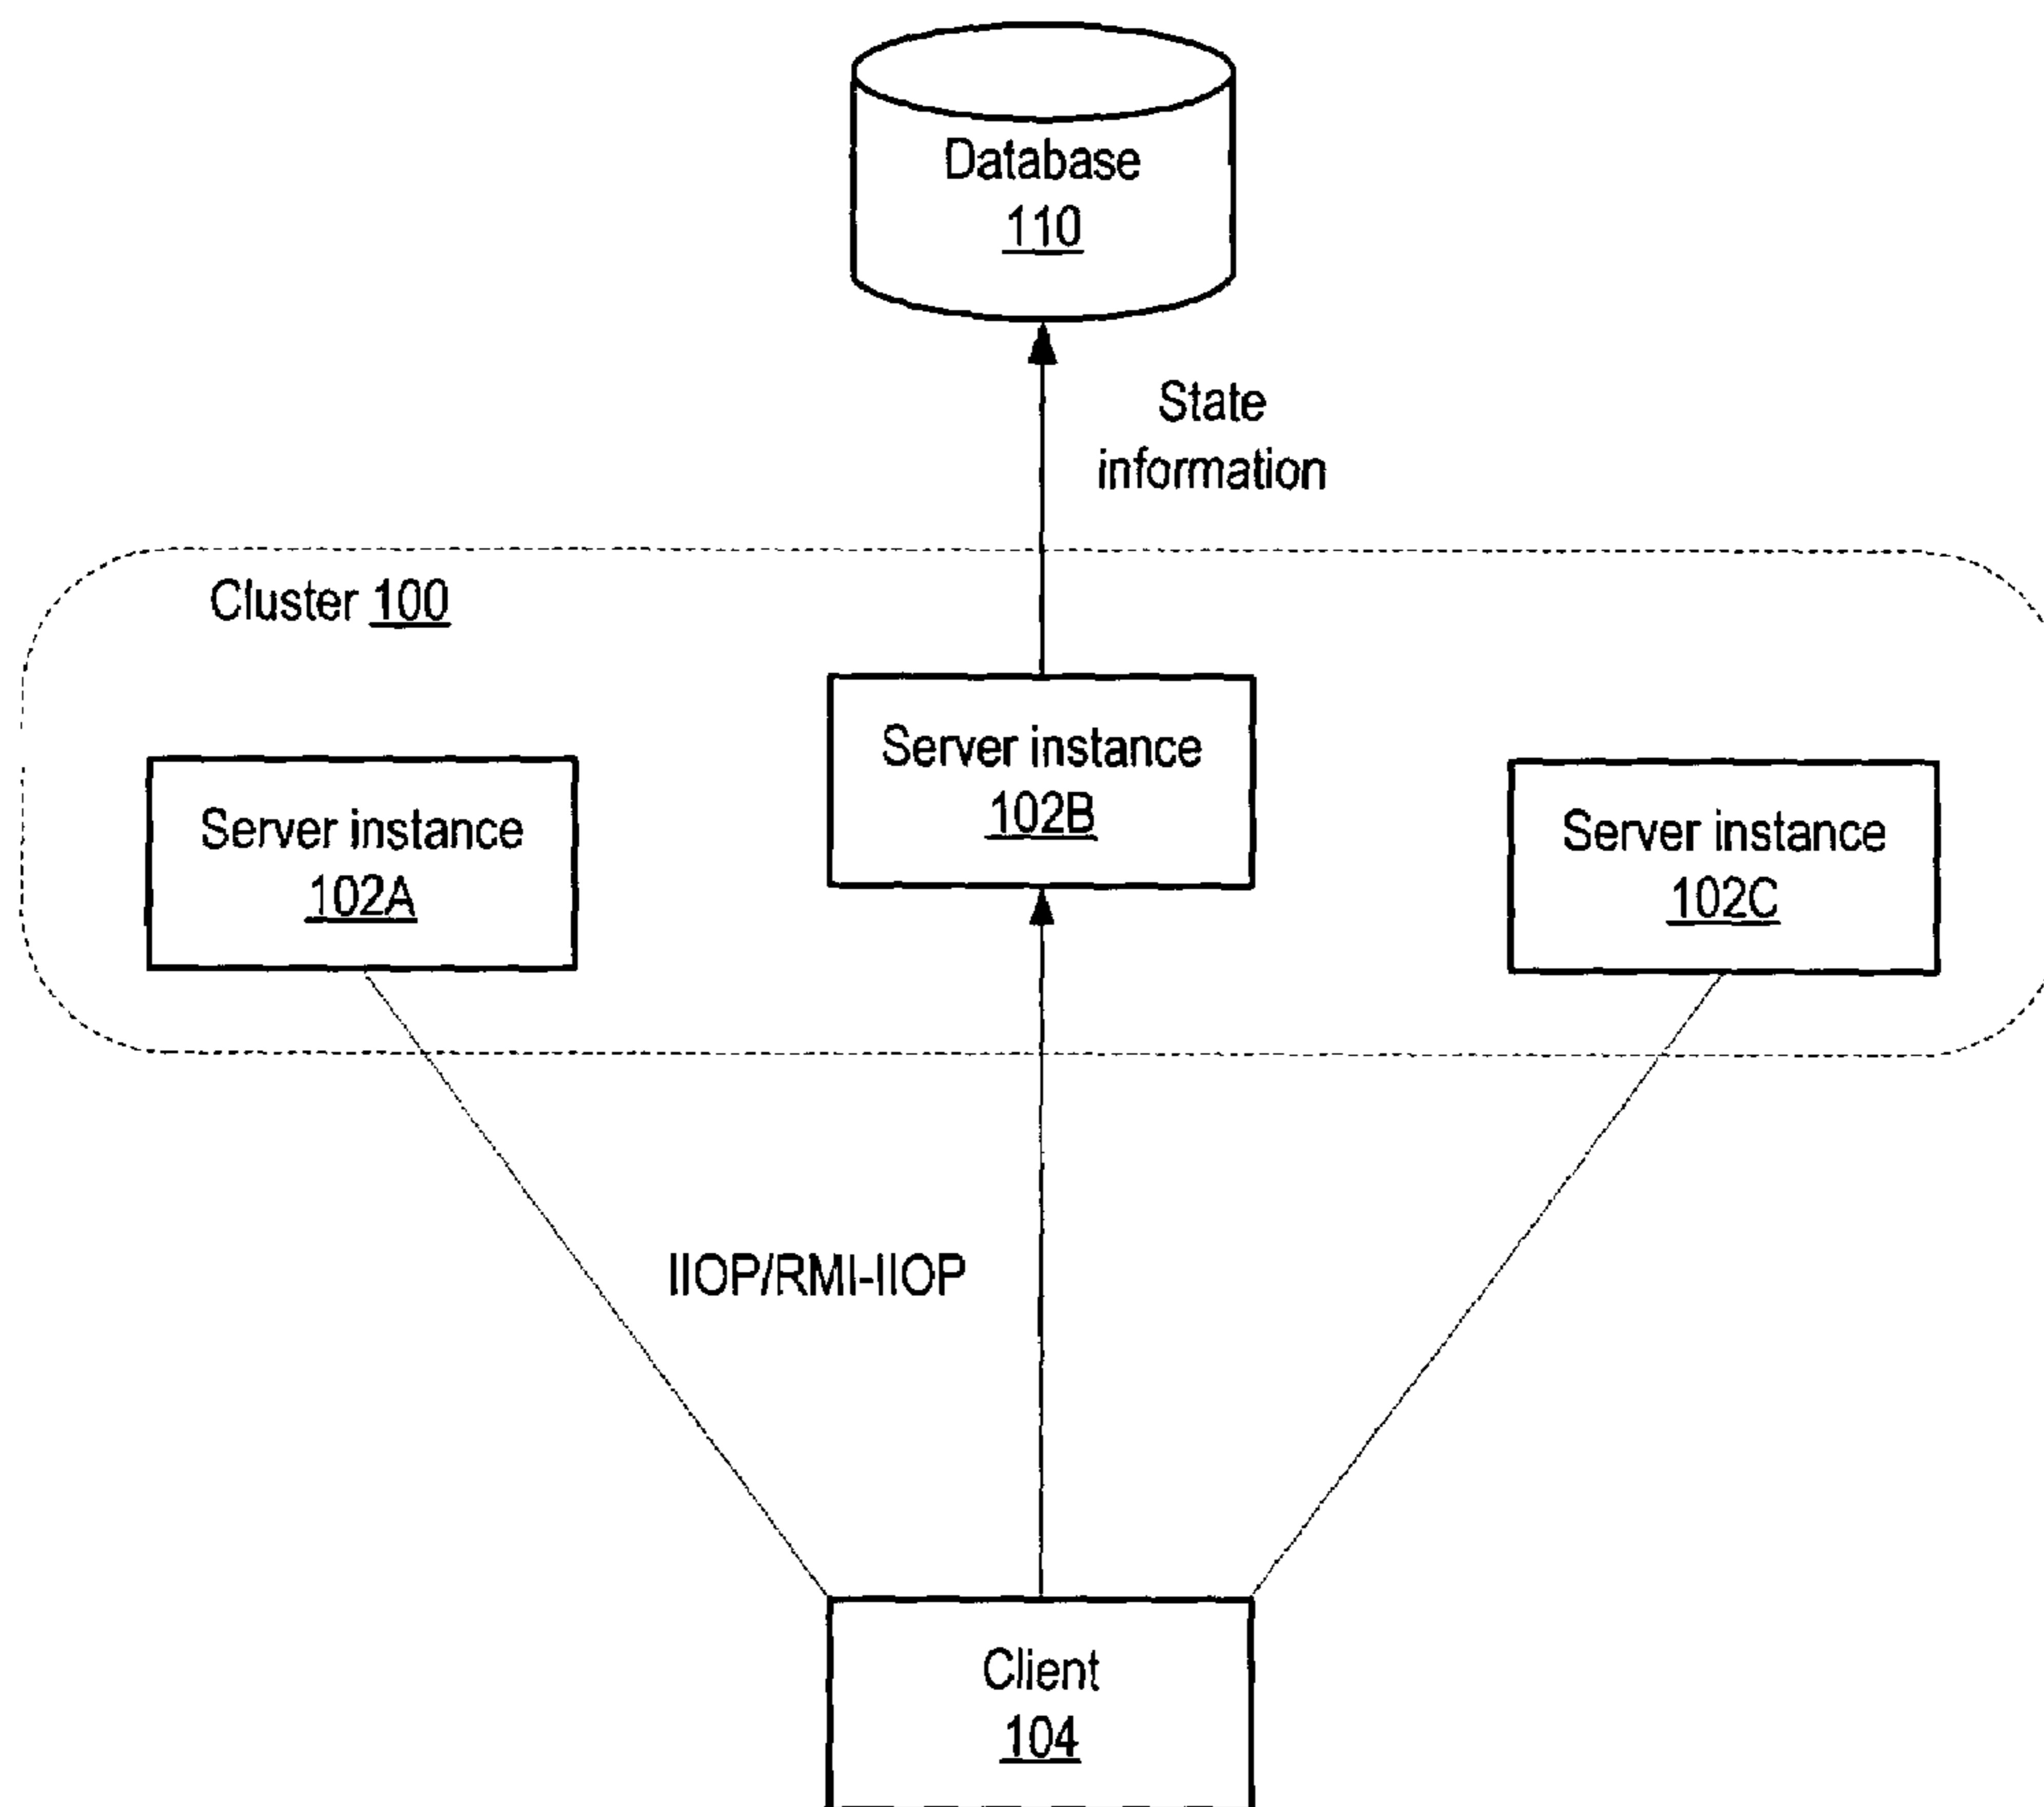 Database
110
State
information
Cluster 100
Server instance
102B
Server instance
102A
Server instance
102C
IIOP/RMI-IIOP
Client
104